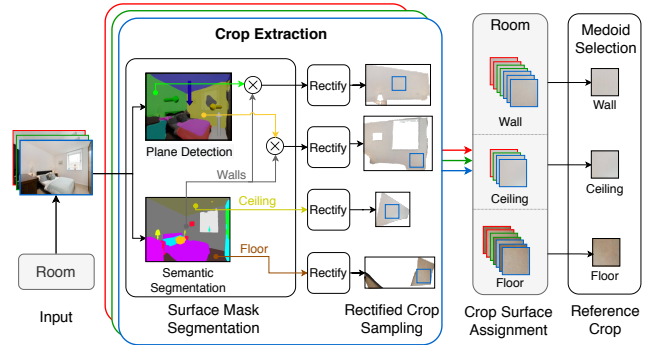 Crop Extraction
Room
Medoid
Selection
Rectify
Plane Detection
Wall
Wall
Rectify
Walls
Ceiling
Rectify
Ceiling
Ceiling
Room
Semantic
Segmentation
Floor
Rectify
Floor
Floor
Input
Surface Mask
Segmentation
Rectified Crop
Sampling
Crop Surface
Assignment
Reference
Crop